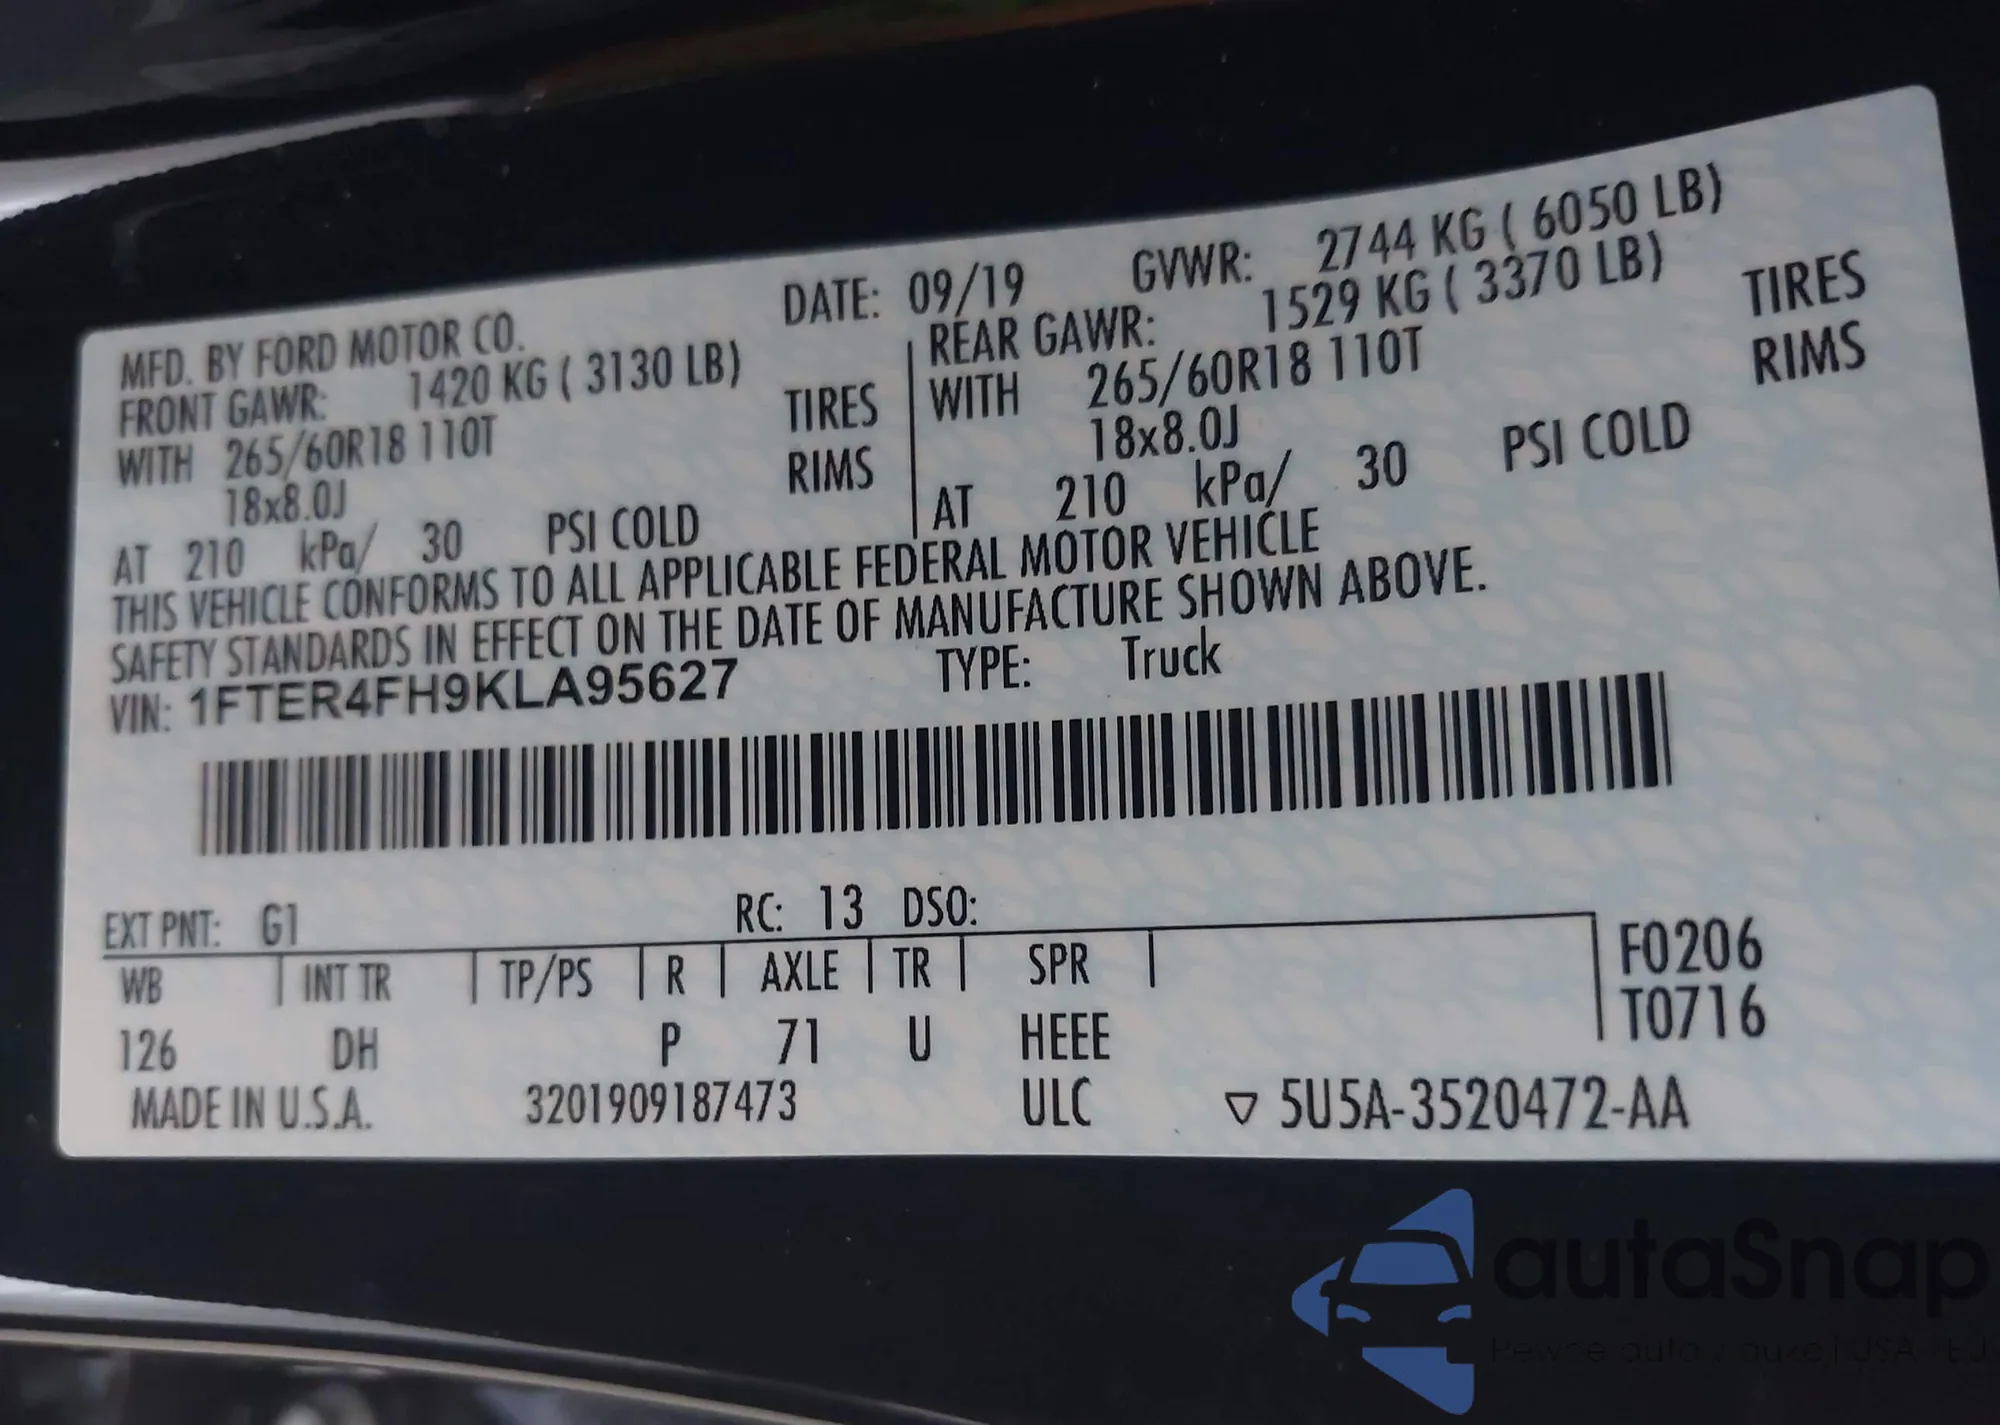 MFD. BY FORD MOTOR CO. DATE: 09/19 GVWR: 2744 KG ( 6050 LB)
FRONT GAWR: 1420 KG ( 3130 LB) REAR GAWR: 1529 KG ( 3370 LB)
WITH 265/60R18 110T TIRES WITH 265/60R18 110T TIRES
18x8.0J RIMS 18x8.0J RIMS
AT 210 kPa/ 30 PSI COLD AT 210 kPa/ 30 PSI COLD
THIS VEHICLE CONFORMS TO ALL APPLICABLE FEDERAL MOTOR VEHICLE
SAFETY STANDARDS IN EFFECT ON THE DATE OF MANUFACTURE SHOWN ABOVE.
VIN: 1FTER4FH9KLA95627 TYPE: Truck
EXT PNT: G1 RC: 13 DSO:
WB INT TR TP/PS R AXLE TR SPR F0206
T0716
126 DH P 71 U HEEE
MADE IN U.S.A. 3201909187473 ULC ▽ 5U5A-3520472-AA
autaSnap
auta USA